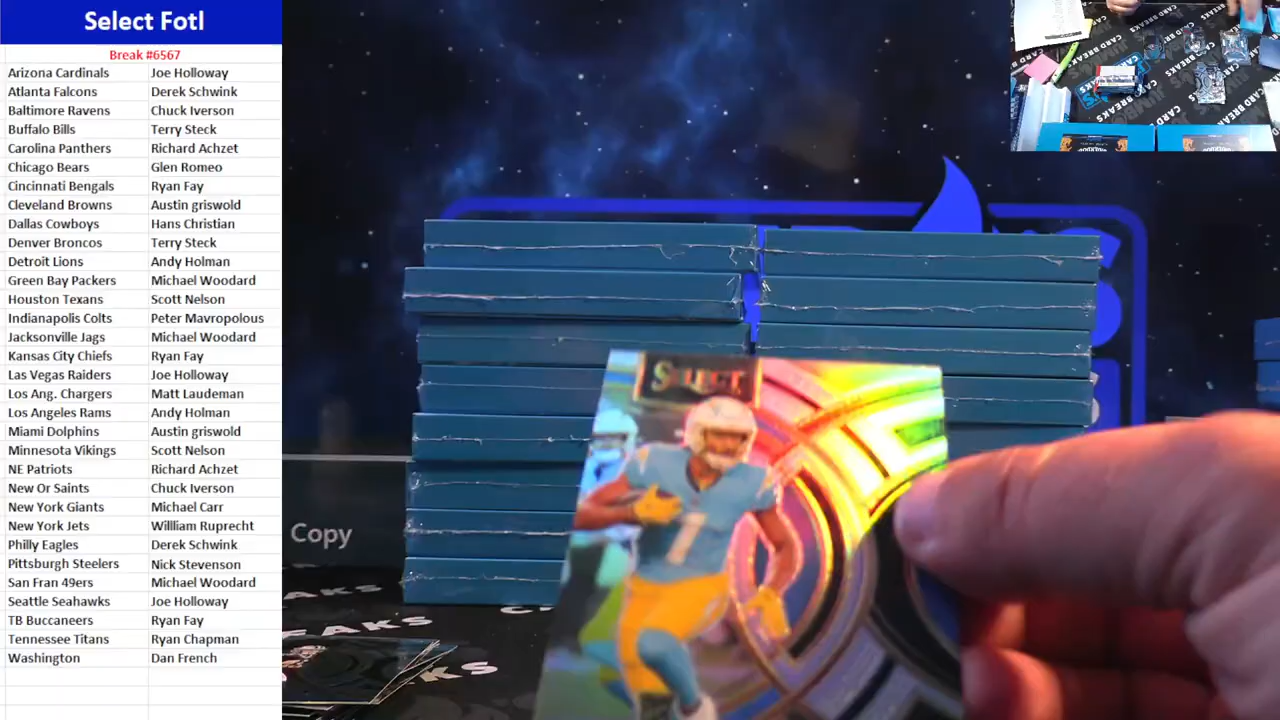 Select Fotl
Break #6567
Arizona Cardinals Joe Holloway
Atlanta Falcons Derek Schwink
Baltimore Ravens Chuck Iverson
Buffalo Bills Terry Steck
Carolina Panthers Richard Achzet
Chicago Bears Glen Romeo
Cincinnati Bengals Ryan Fay
Cleveland Browns Austin griswold
Dallas Cowboys Hans Christian
Denver Broncos Terry Steck
Detroit Lions Andy Holman
Green Bay Packers Michael Woodard
Houston Texans Scott Nelson
Indianapolis Colts Peter Mavropolous
Jacksonville Jags Michael Woodard
Kansas City Chiefs Ryan Fay
Las Vegas Raiders Joe Holloway
Los Ang. Chargers Matt Laudeman
Los Angeles Rams Andy Holman
Miami Dolphins Austin griswold
Minnesota Vikings Scott Nelson
NE Patriots Richard Achzet
New Or Saints Chuck Iverson
New York Giants Michael Carr
New York Jets Willliam Ruprecht
Philly Eagles Derek Schwink
Pittsburgh Steelers Nick Stevenson
San Fran 49ers Michael Woodard
Seattle Seahawks Joe Holloway
TB Buccaneers Ryan Fay
Tennessee Titans Ryan Chapman
Washington Dan French
CARD BREAKS
CARD BREAKS
SELECT
1
Copy
EAKS